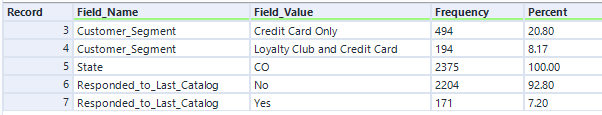 Record Field_Name Field_Value Frequency Percent
3 Customer_Segment Credit Card Only 494 20.80
4 Customer_Segment Loyalty Club and Credit Card 194 8.17
5 State CO 2375 100.00
6 Responded_to_Last_Catalog No 2204 92.80
7 Responded_to_Last_Catalog Yes 171 7.20